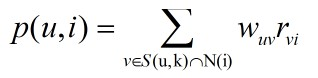 p(u,i) = ∑ w_{uv} r_{vi}
v∈S(u,k)∩N(i)